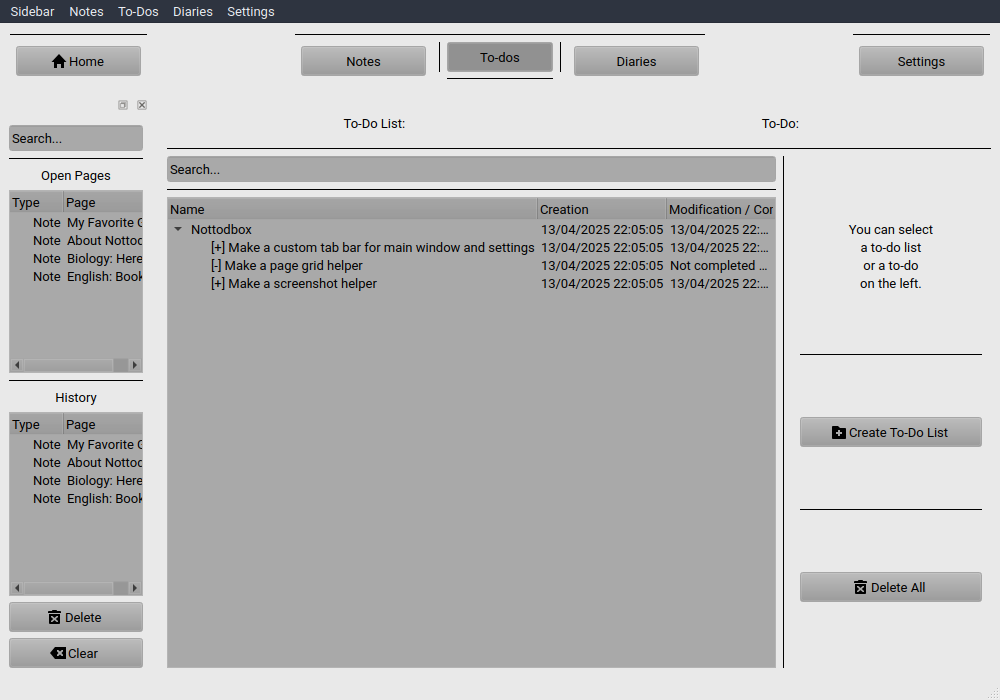 Sidebar Notes To-Dos Diaries Settings
Home
Notes
To-dos
Diaries
Settings
To-Do List:
To-Do:
Search...
Open Pages
Type Page
Note My Favorite
Note About Nottoc
Note Biology: Here
Note English: Book
History
Type Page
Note My Favorite
Note About Nottoc
Note Biology: Here
Note English: Book
Delete
Clear
Search...
Name Creation Modification / Cor
Nottodbox 13/04/2025 22:05:05 13/04/2025 22:...
[+] Make a custom tab bar for main window and settings 13/04/2025 22:05:05 13/04/2025 22:...
[-] Make a page grid helper 13/04/2025 22:05:05 Not completed ...
[+] Make a screenshot helper 13/04/2025 22:05:05 13/04/2025 22:...
You can select
a to-do list
or a to-do
on the left.
Create To-Do List
Delete All